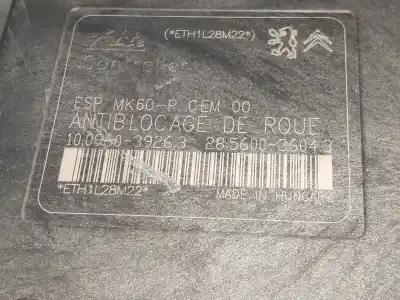 (*ETH1L28M22*)
Controller
ESP MK60-P CEM 00
ANTIBLOCAGE DE ROUE
10.0960-3926.3 28.5600-3604.3
*ETH1L28M22*
MADE IN HUNGARY